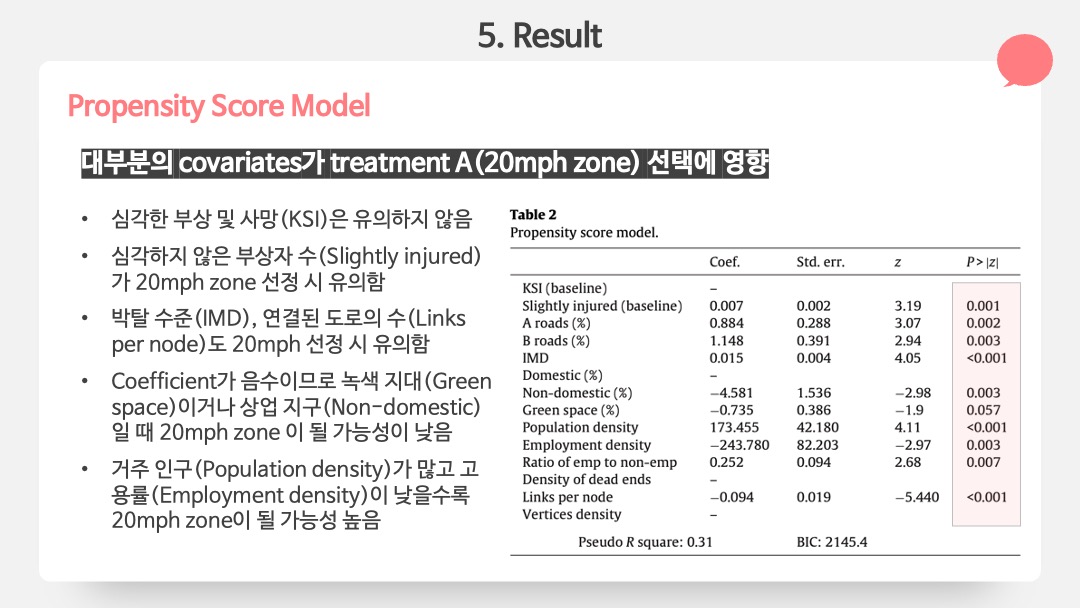 5. Result
Propensity Score Model
대부분의 covariates가 treatment A(20mph zone) 선택에 영향
• 심각한 부상 및 사망(KSI)은 유의하지 않음
• 심각하지 않은 부상자 수(Slightly injured)
가 20mph zone 선정 시 유의함
• 박탈 수준(IMD), 연결된 도로의 수(Links
per node)도 20mph 선정 시 유의함
• Coefficient가 음수이므로 녹색 지대(Green
space)이거나 상업 지구(Non-domestic)
일 때 20mph zone 이 될 가능성이 낮음
• 거주 인구(Population density)가 많고 고
용률(Employment density)이 낮을수록
20mph zone이 될 가능성 높음
Table 2
Propensity score model.
Coef. Std. err. z P > |z|
KSI (baseline) –
Slightly injured (baseline) 0.007 0.002 3.19 0.001
A roads (%) 0.884 0.288 3.07 0.002
B roads (%) 1.148 0.391 2.94 0.003
IMD 0.015 0.004 4.05 <0.001
Domestic (%) –
Non-domestic (%) −4.581 1.536 −2.98 0.003
Green space (%) −0.735 0.386 −1.9 0.057
Population density 173.455 42.180 4.11 <0.001
Employment density −243.780 82.203 −2.97 0.003
Ratio of emp to non-emp 0.252 0.094 2.68 0.007
Density of dead ends –
Links per node −0.094 0.019 −5.440 <0.001
Vertices density –
Pseudo R square: 0.31 BIC: 2145.4